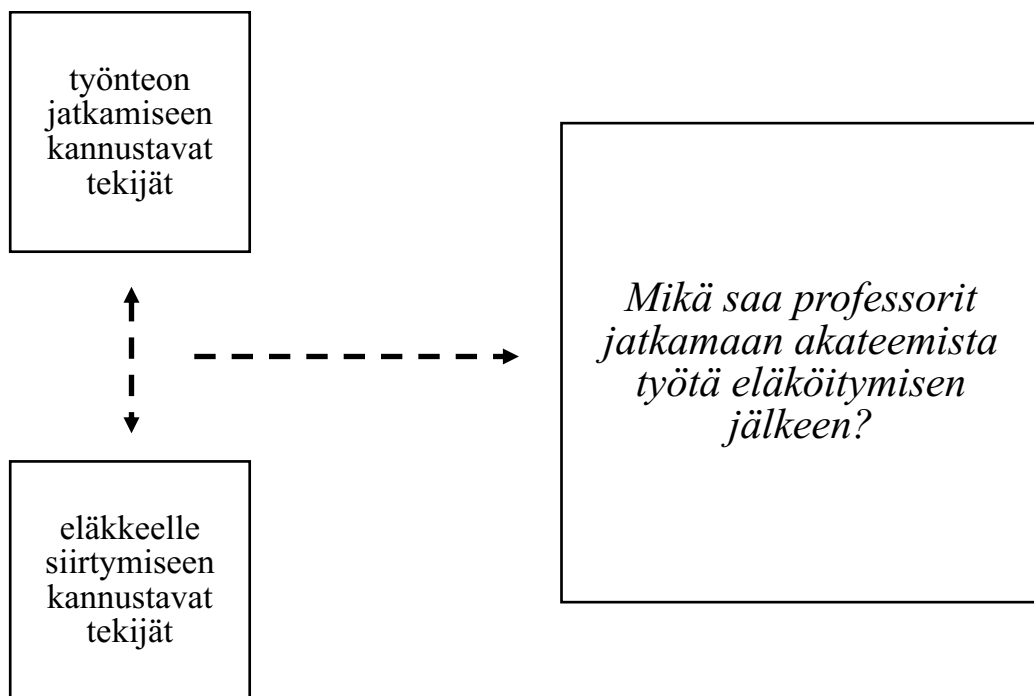 työnteon
jatkamiseen
kannustavat
tekijät
Mikä saa professorit
jatkamaan akateemista
työtä eläköitymisen
jälkeen?
eläkkeelle
siirtymiseen
kannustavat
tekijät